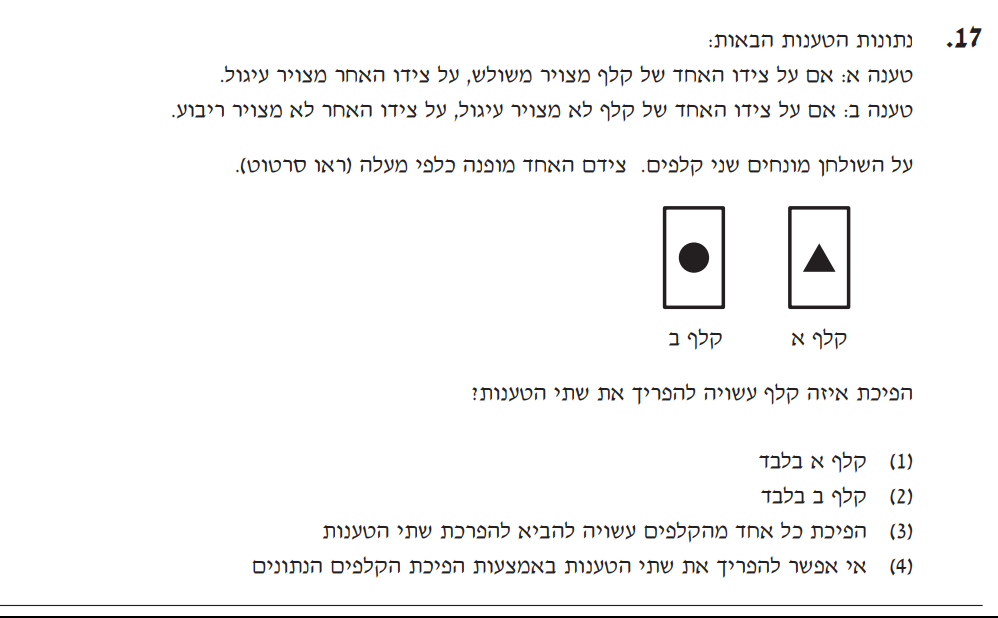 17. נתונות הטענות הבאות:
טענה א: אם על צידו האחד של קלף מצויר משולש, על צידו האחר מצויר עיגול.
טענה ב: אם על צידו האחד של קלף לא מצויר עיגול, על צידו האחר לא מצויר ריבוע.
על השולחן מונחים שני קלפים. צידם האחד מופנה כלפי מעלה (ראו סרטוט).
קלף א קלף ב
הפיכת איזה קלף עשויה להפריך את שתי הטענות?
(1) קלף א בלבד
(2) קלף ב בלבד
(3) הפיכת כל אחד מהקלפים עשויה להביא להפרכת שתי הטענות
(4) אי אפשר להפריך את שתי הטענות באמצעות הפיכת הקלפים הנתונים